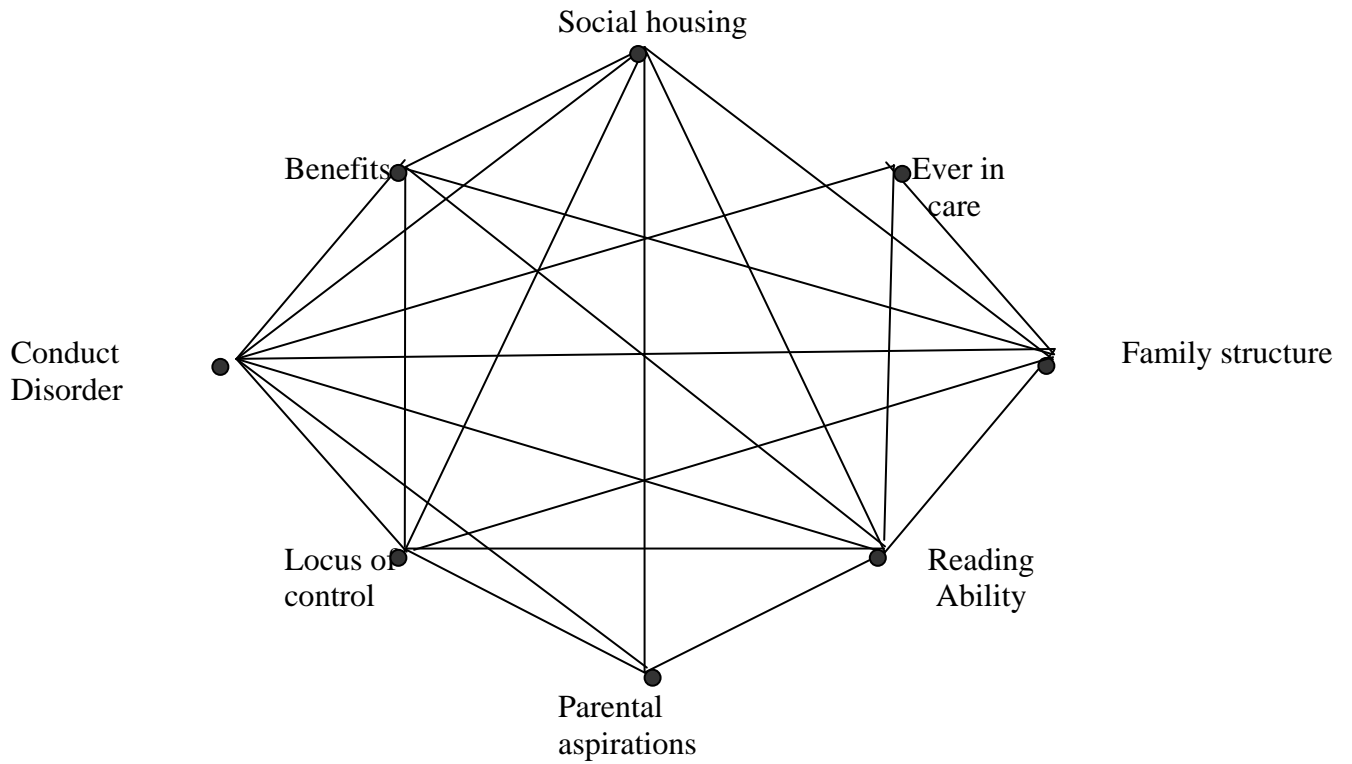 Social housing
Benefits
Ever in
care
Conduct
Disorder
Family structure
Locus of
control
Reading
Ability
Parental
aspirations